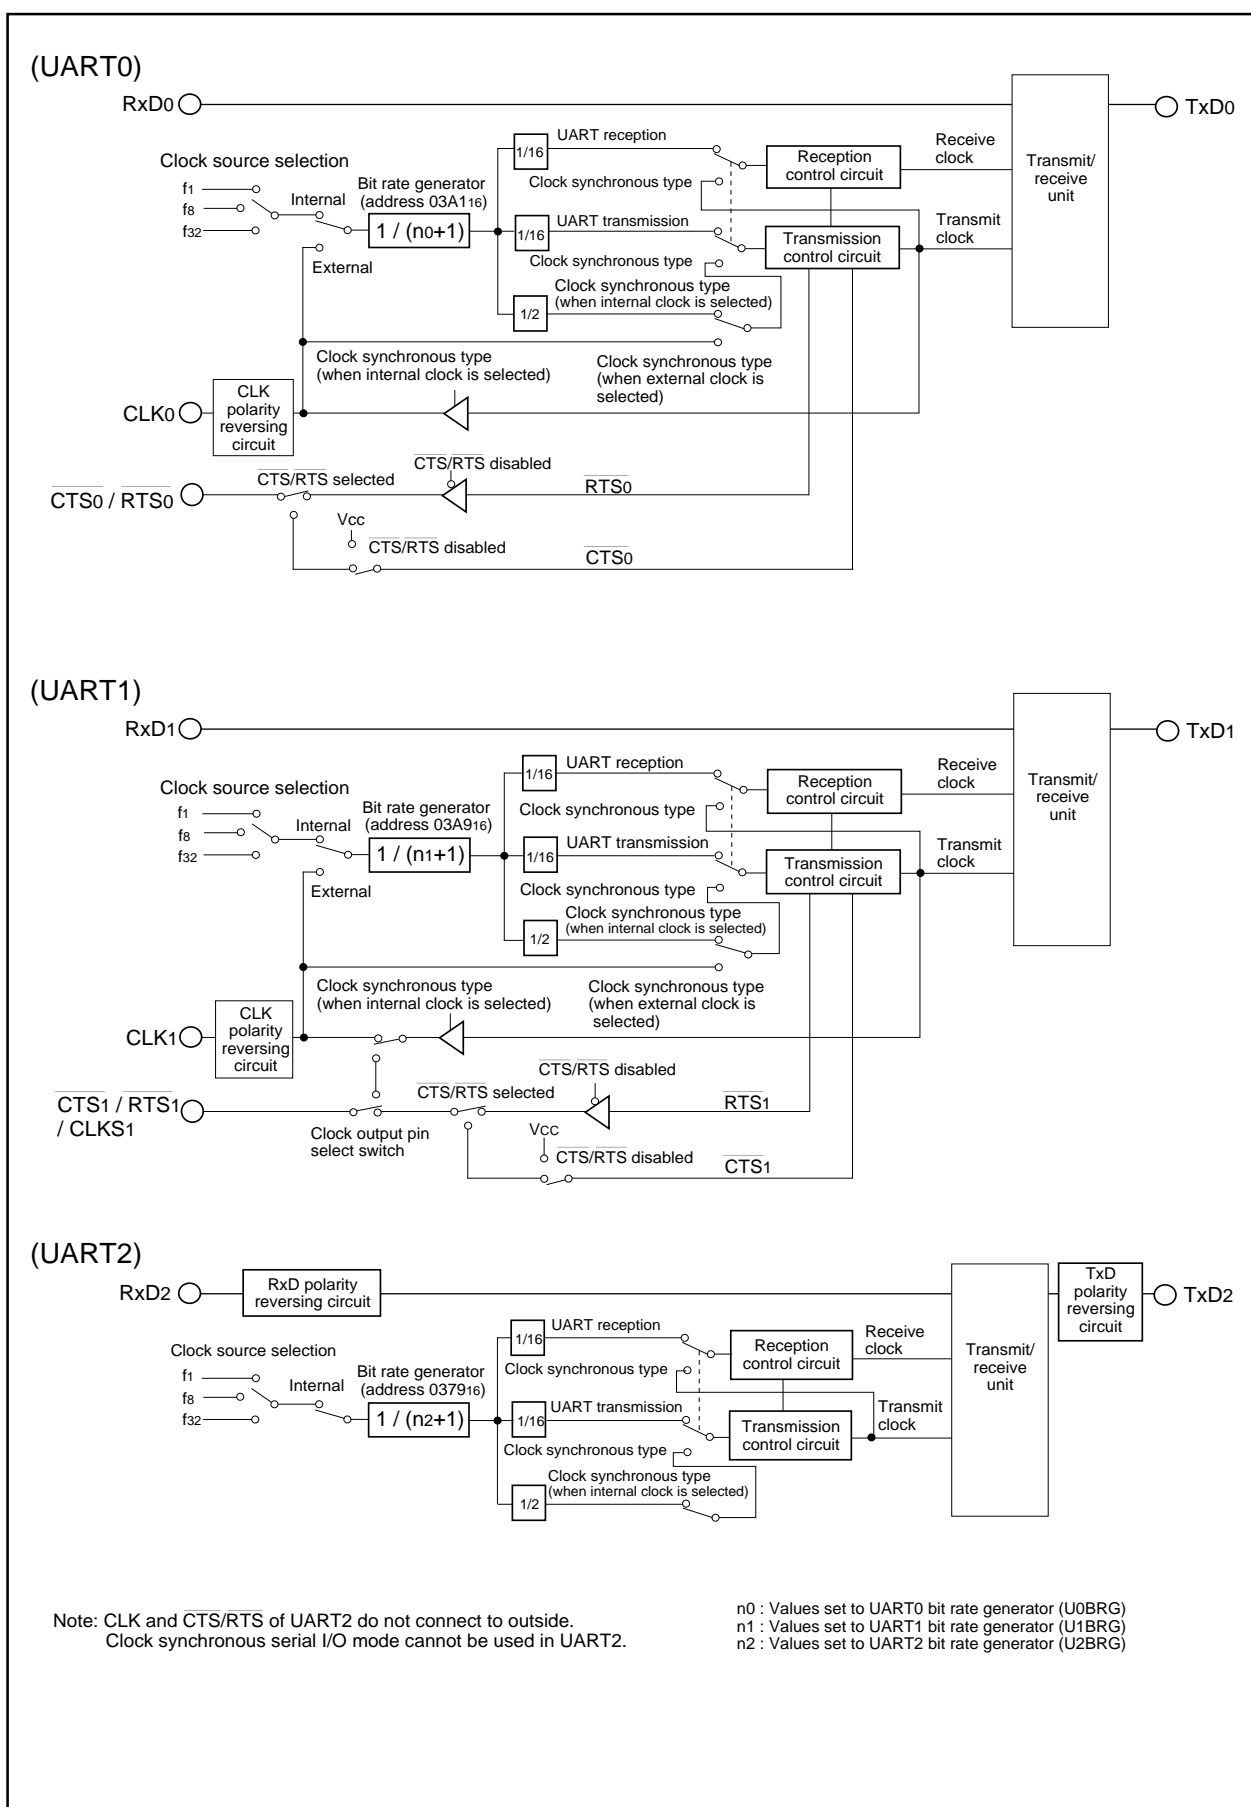 (UART0)
RxD0
TxD0
Clock source selection
f1
f8
f32
Internal
External
Bit rate generator
(address 03A116)
1 / (n0+1)
1/16
UART reception
Clock synchronous type
1/16
UART transmission
Clock synchronous type
Clock synchronous type
(when internal clock is selected)
1/2
Reception
control circuit
Transmission
control circuit
Receive
clock
Transmit
clock
Transmit/
receive
unit
Clock synchronous type
(when internal clock is selected)
Clock synchronous type
(when external clock is
selected)
CLK0
CLK
polarity
reversing
circuit
CTS0 / RTS0
CTS/RTS selected
CTS/RTS disabled
RTS0
Vcc
CTS/RTS disabled
CTS0
(UART1)
RxD1
TxD1
Clock source selection
f1
f8
f32
Internal
External
Bit rate generator
(address 03A916)
1 / (n1+1)
1/16
UART reception
Clock synchronous type
1/16
UART transmission
Clock synchronous type
Clock synchronous type
(when internal clock is selected)
1/2
Reception
control circuit
Transmission
control circuit
Receive
clock
Transmit
clock
Transmit/
receive
unit
Clock synchronous type
(when internal clock is selected)
Clock synchronous type
(when external clock is
selected)
CLK1
CLK
polarity
reversing
circuit
CTS1 / RTS1
/ CLKS1
Clock output pin
select switch
CTS/RTS selected
CTS/RTS disabled
RTS1
VCC
CTS/RTS disabled
CTS1
(UART2)
RxD2
RxD polarity
reversing circuit
TxD
polarity
reversing
circuit
TxD2
Clock source selection
f1
f8
f32
Internal
Bit rate generator
(address 037916)
1 / (n2+1)
1/16
UART reception
Clock synchronous type
1/16
UART transmission
Clock synchronous type
Clock synchronous type
(when internal clock is selected)
1/2
Reception
control circuit
Transmission
control circuit
Receive
clock
Transmit
clock
Transmit/
receive
unit
Note: CLK and CTS/RTS of UART2 do not connect to outside.
Clock synchronous serial I/O mode cannot be used in UART2.
n0 : Values set to UART0 bit rate generator (U0BRG)
n1 : Values set to UART1 bit rate generator (U1BRG)
n2 : Values set to UART2 bit rate generator (U2BRG)